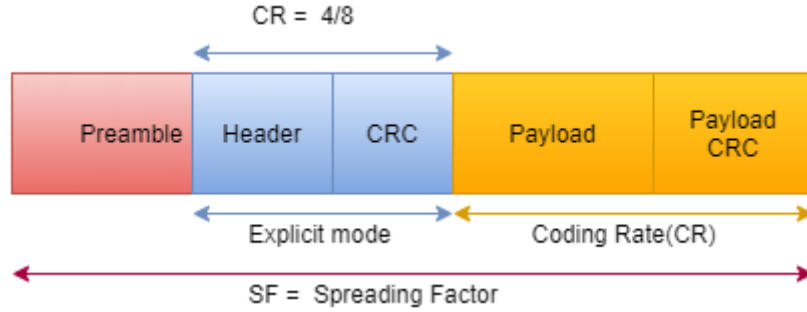 CR = 4/8
Preamble
Header
CRC
Payload
Payload
CRC
Explicit mode
Coding Rate(CR)
SF = Spreading Factor